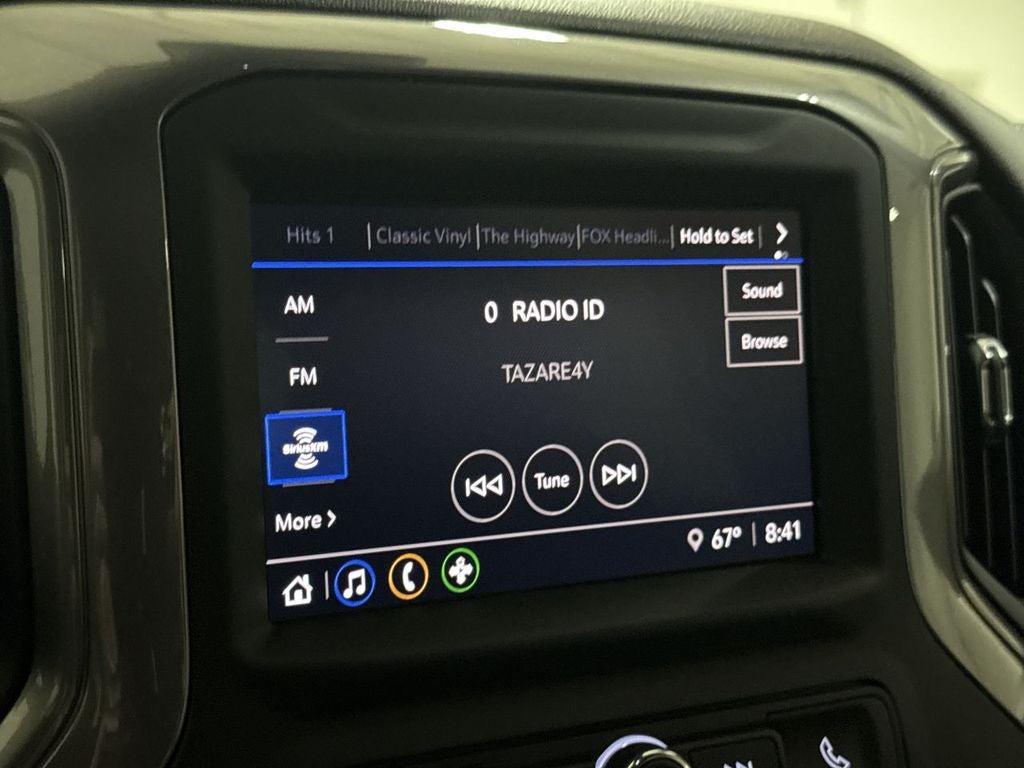 Hits 1 | Classic Vinyl | The Highway | FOX Headli... | Hold to Set |
AM
0 RADIO ID
Sound
Browse
FM
TAZARE4Y
SiriusXM
Tune
More
67° | 8:41